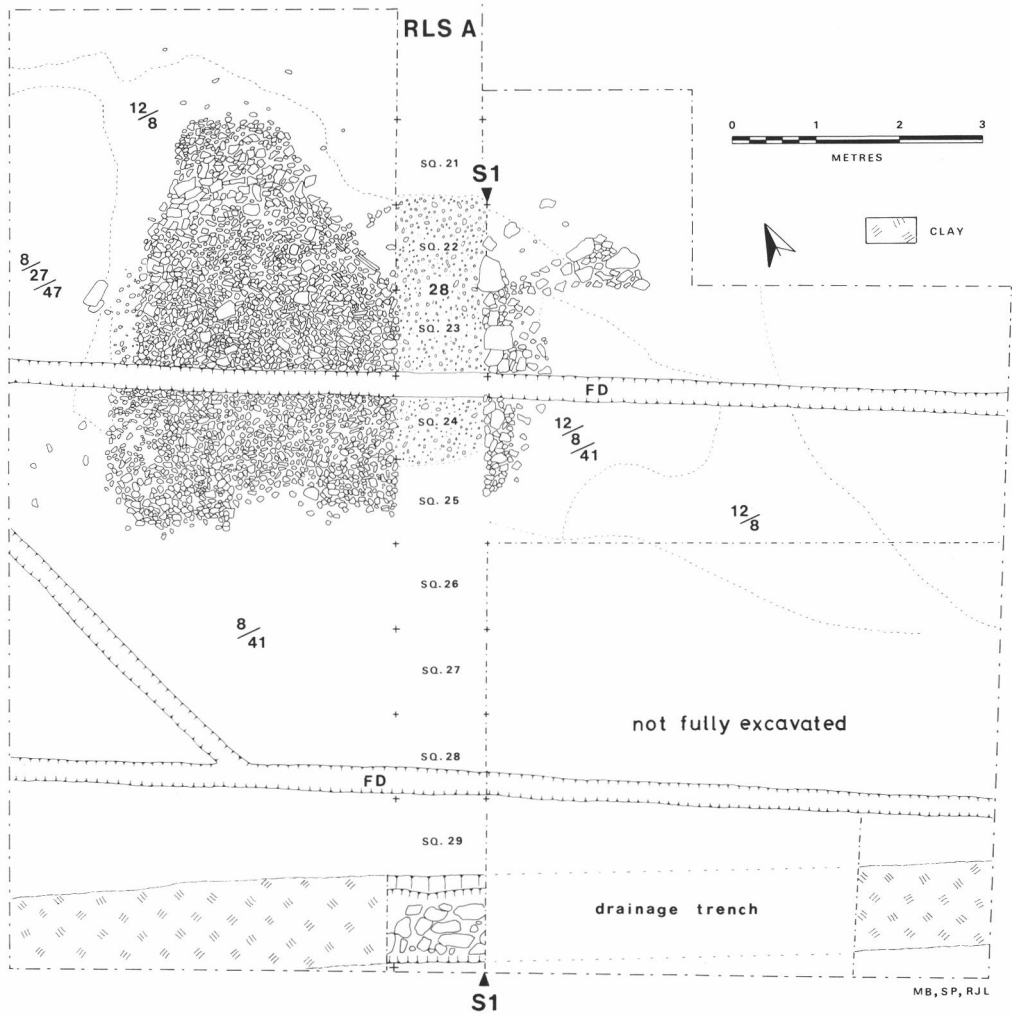 RLS A
12/8
0 1 2 3
METRES
SQ. 21
S1
CLAY
SQ. 22
8/27/47
28
SQ. 23
FD
SQ. 24
12/8/41
SQ. 25
12/8
SQ. 26
8/41
SQ. 27
not fully excavated
SQ. 28
FD
SQ. 29
drainage trench
MB, SP, RJL
S1